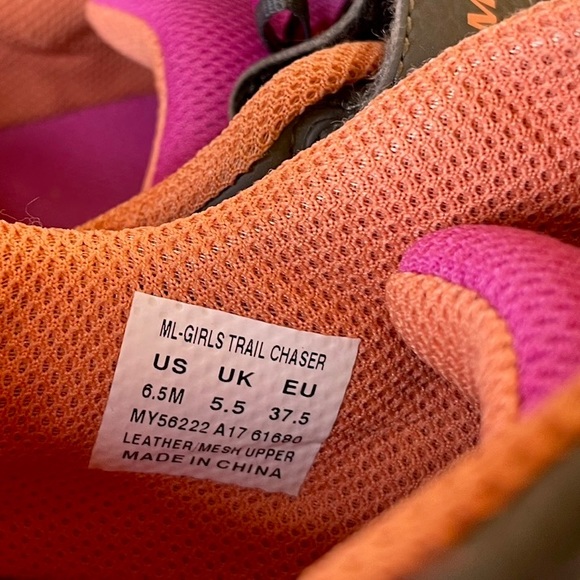 ML-GIRLS TRAIL CHASER
US UK EU
6.5M 5.5 37.5
MY56222 A17 61690
LEATHER/MESH UPPER
MADE IN CHINA